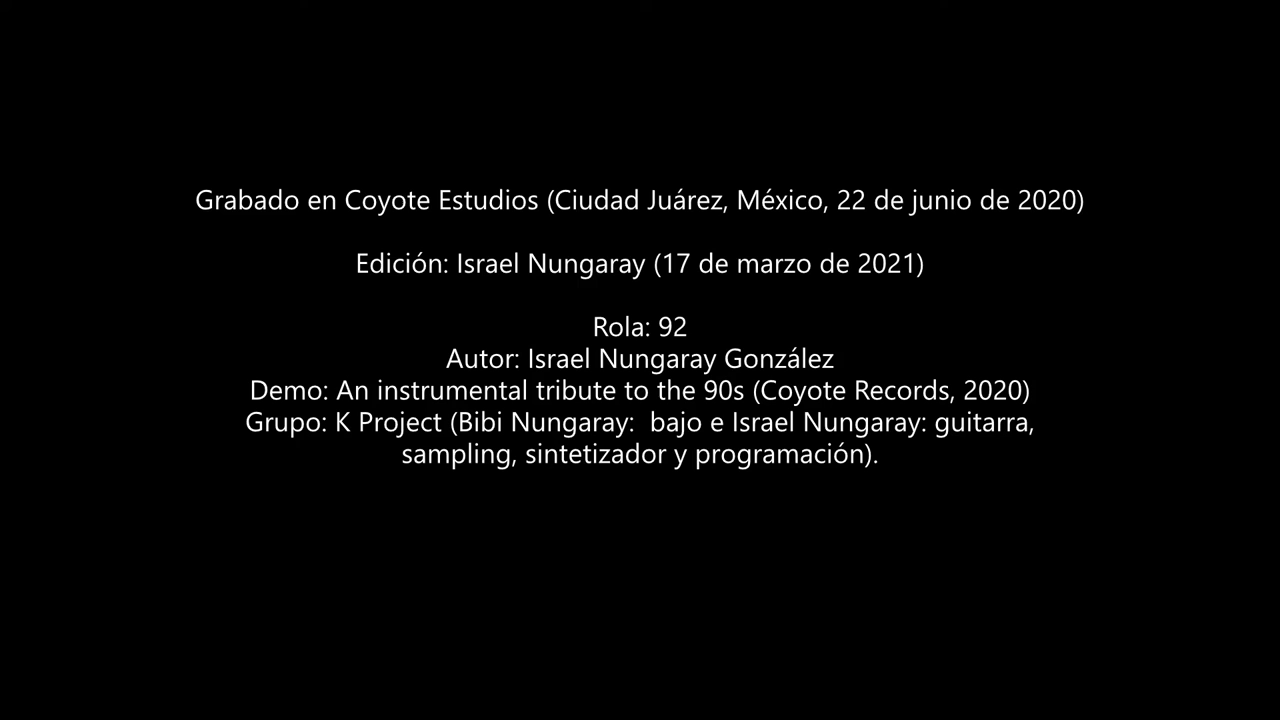 Grabado en Coyote Estudios (Ciudad Juárez, México, 22 de junio de 2020)
Edición: Israel Nungaray (17 de marzo de 2021)
Rola: 92
Autor: Israel Nungaray González
Demo: An instrumental tribute to the 90s (Coyote Records, 2020)
Grupo: K Project (Bibi Nungaray:  bajo e Israel Nungaray: guitarra,
sampling, sintetizador y programación).